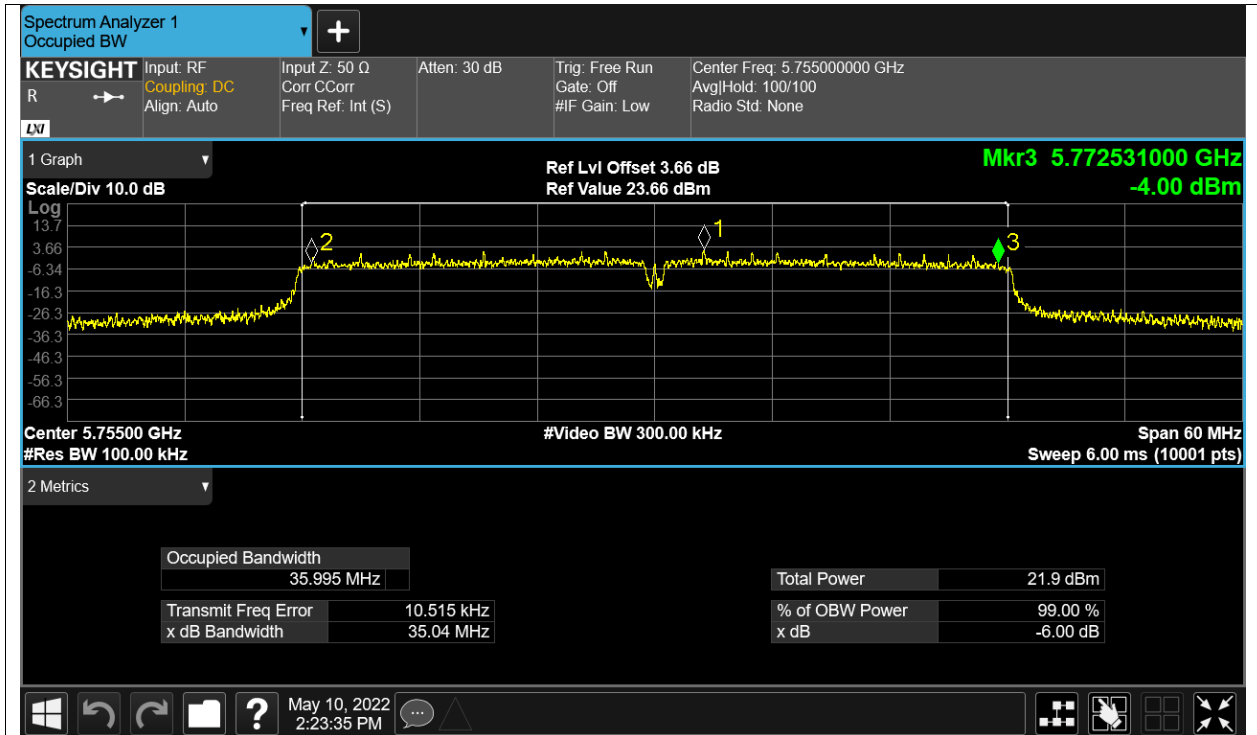 Spectrum Analyzer 1
Occupied BW
KEYSIGHT
R
LXI
Input: RF
Coupling: DC
Align: Auto
Input Z: 50 Ω
Corr CCorr
Freq Ref: Int (S)
Atten: 30 dB
Trig: Free Run
Gate: Off
#IF Gain: Low
Center Freq: 5.755000000 GHz
Avg|Hold: 100/100
Radio Std: None
1 Graph
Scale/Div 10.0 dB
Ref Lvl Offset 3.66 dB
Ref Value 23.66 dBm
Mkr3 5.772531000 GHz
-4.00 dBm
Log
13.7
3.66
-6.34
-16.3
-26.3
-36.3
-46.3
-56.3
-66.3
2
1
3
Center 5.75500 GHz
#Res BW 100.00 kHz
#Video BW 300.00 kHz
Span 60 MHz
Sweep 6.00 ms (10001 pts)
2 Metrics
Occupied Bandwidth
35.995 MHz
Transmit Freq Error 10.515 kHz
x dB Bandwidth 35.04 MHz
Total Power 21.9 dBm
% of OBW Power 99.00 %
x dB -6.00 dB
?
May 10, 2022
2:23:35 PM